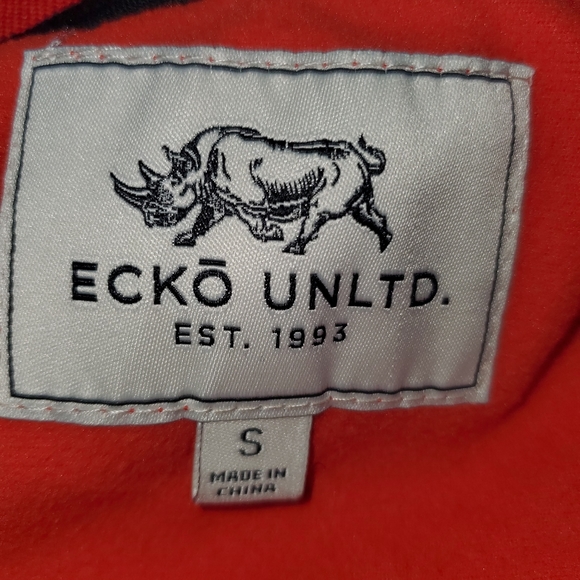 ECKŌ UNLTD.
EST. 1993
S
MADE IN
CHINA